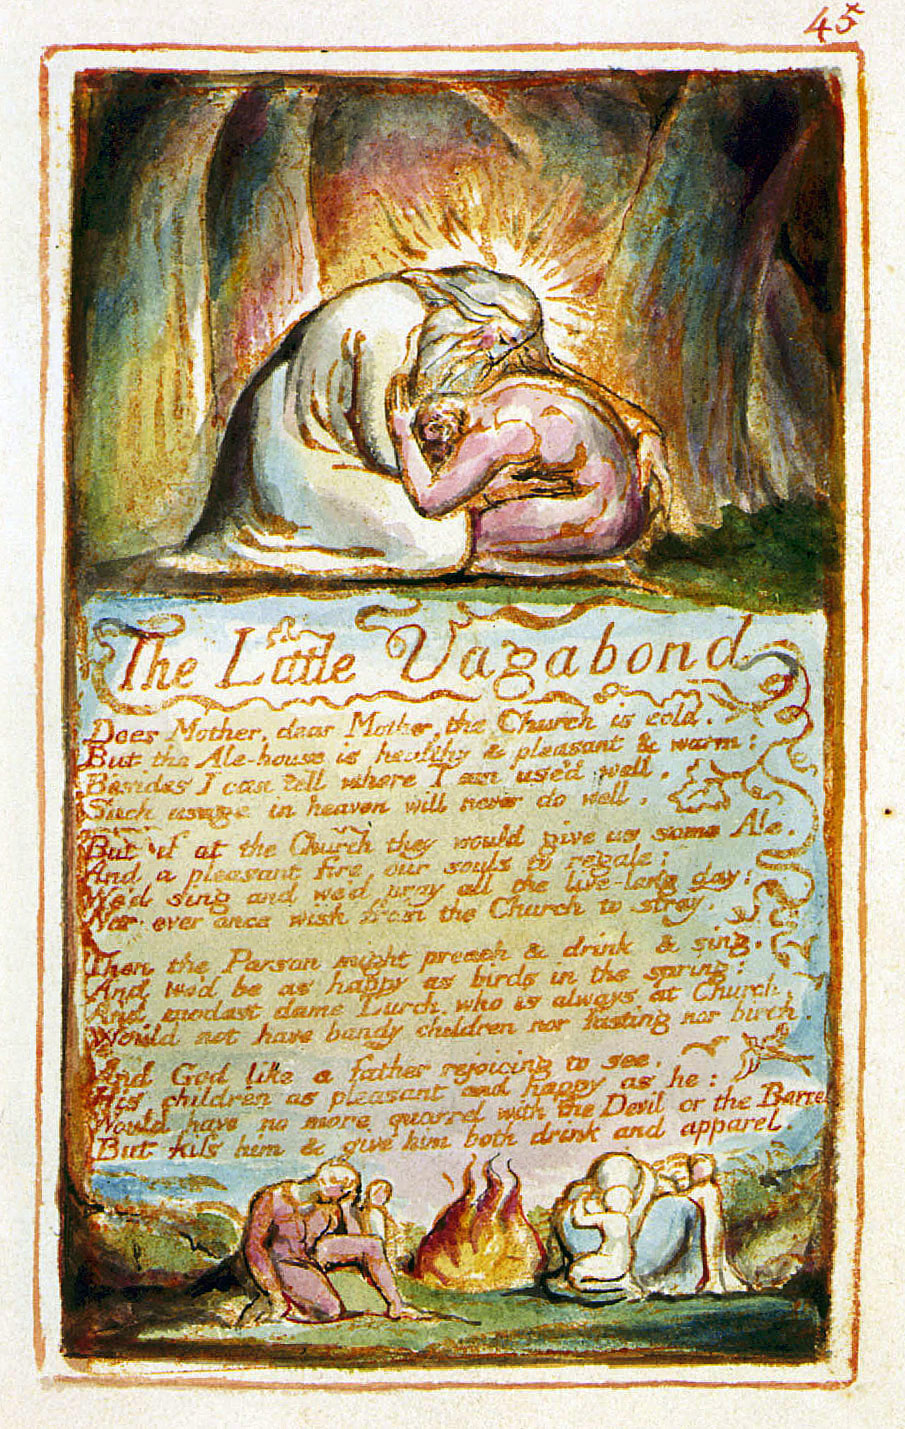 45
The Little Vagabond
Dear Mother, dear Mother, the Church is cold.
But the Ale-house is healthy & pleasant & warm:
Besides I can tell where I am use'd well.
Such usage in heaven will never do well.
But if at the Church they would give us some Ale.
And a pleasant fire, our souls to regale:
We'd sing and we'd pray all the live-long day:
Nor ever once wish from the Church to stray.
Then the Parson might preach & drink & sing.
And we'd be as happy as birds in the spring:
And modest dame Lurch, who is always at Church,
Would not have bandy children nor fasting nor birch.
And God like a father rejoicing to see.
His children as pleasant and happy as he:
Would have no more quarrel with the Devil or the Barrel
But kiss him & give him both drink and apparel.